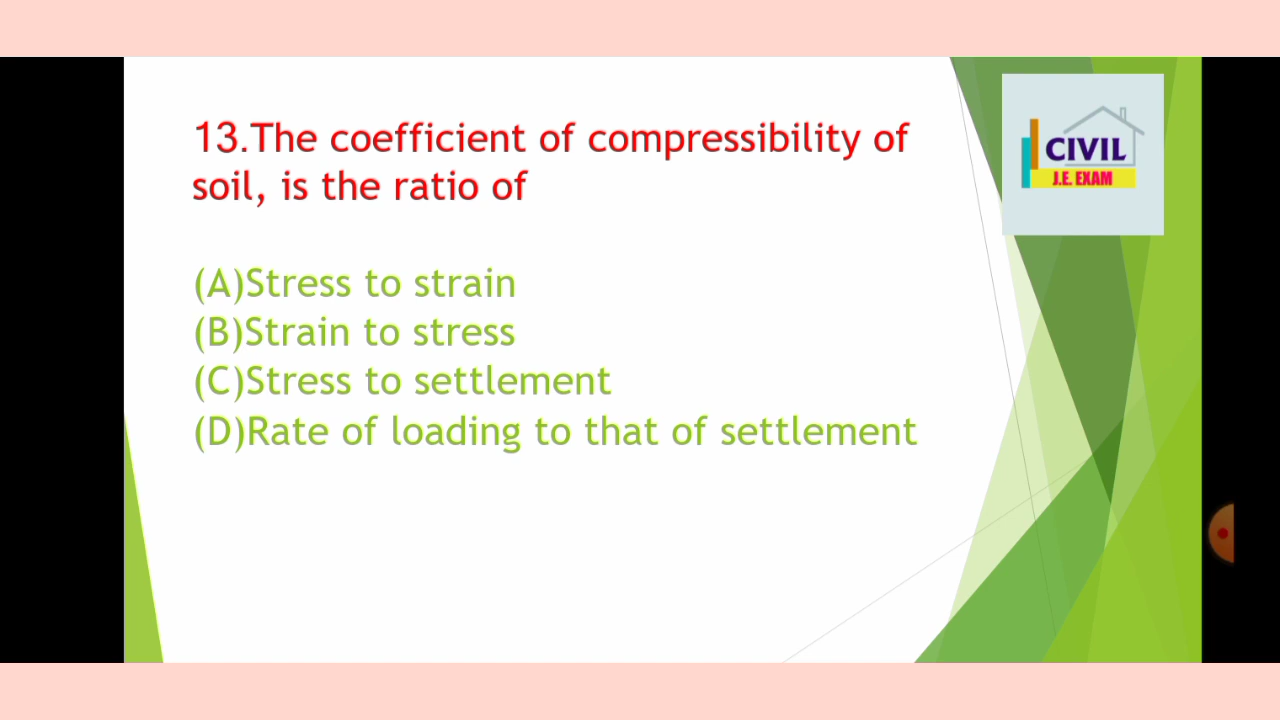 13.The coefficient of compressibility of
soil, is the ratio of
(A)Stress to strain
(B)Strain to stress
(C)Stress to settlement
(D)Rate of loading to that of settlement
CIVIL
J.E. EXAM